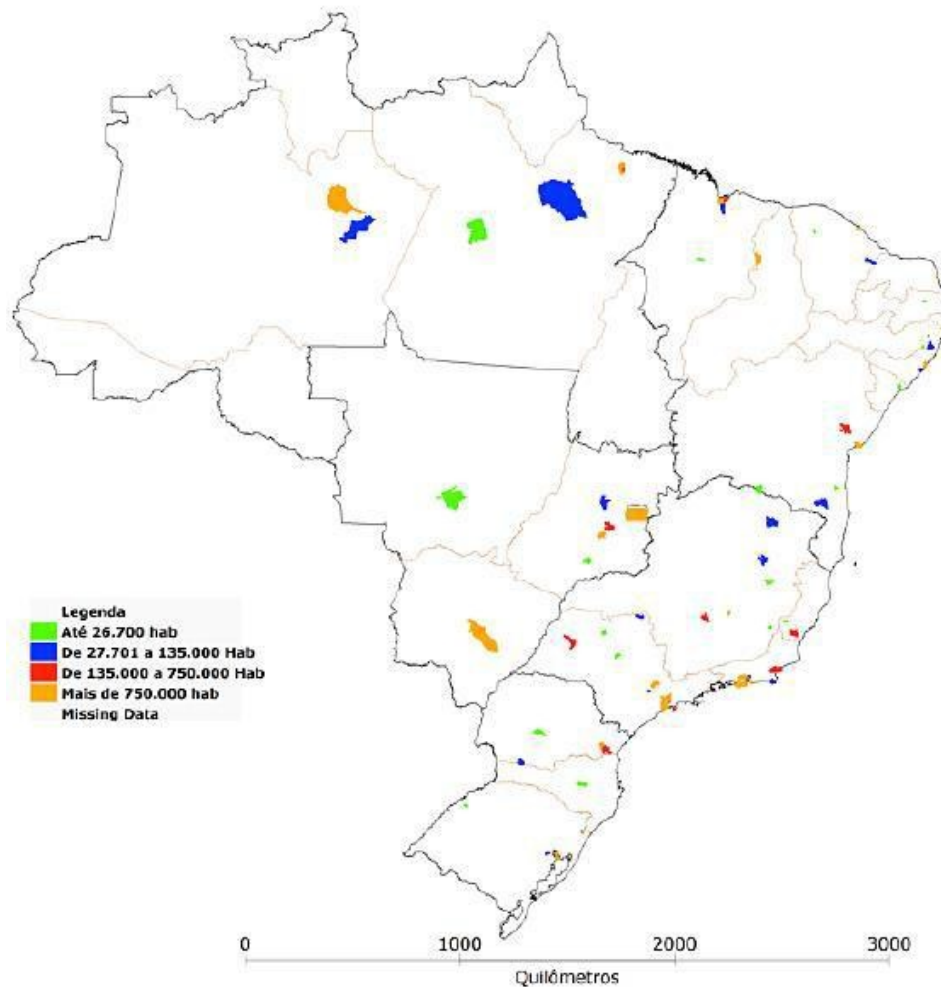 Legenda
Até 26.700 hab
De 27.701 a 135.000 Hab
De 135.000 a 750.000 Hab
Mais de 750.000 hab
Missing Data
0 1000 2000 3000
Quilômetros